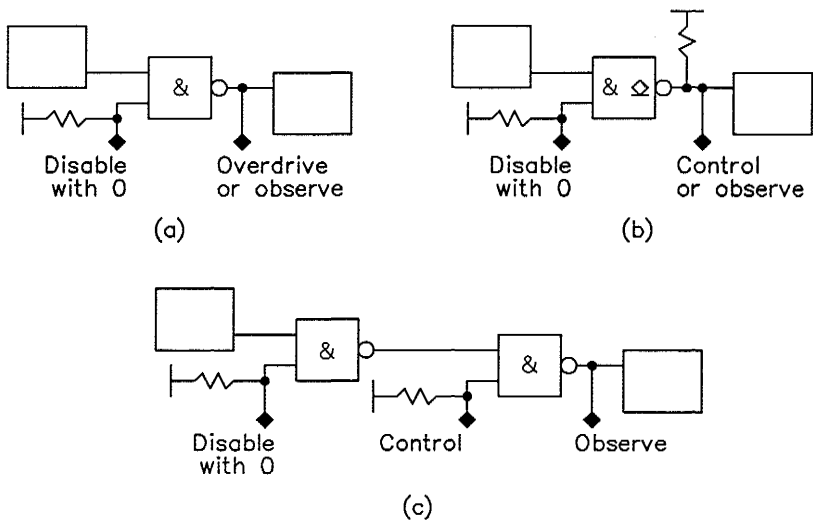 &
Disable
with 0
Overdrive
or observe
(a)
&
Disable
with 0
Control
or observe
(b)
&
&
Disable
with 0
Control
Observe
(c)